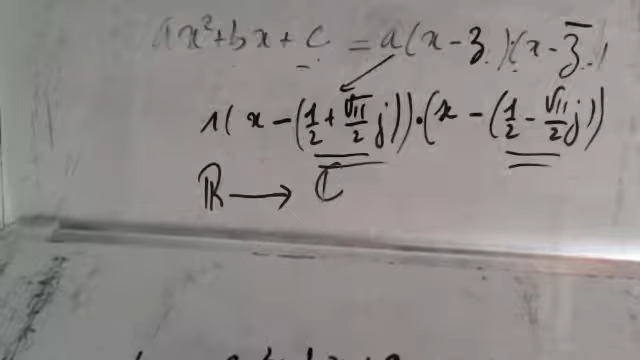 ax²+bx+c = a(x-z)(x-z̅)
1(x-(1/2+√11/2 j))·(x-(1/2-√11/2 j))
ℝ → ℂ